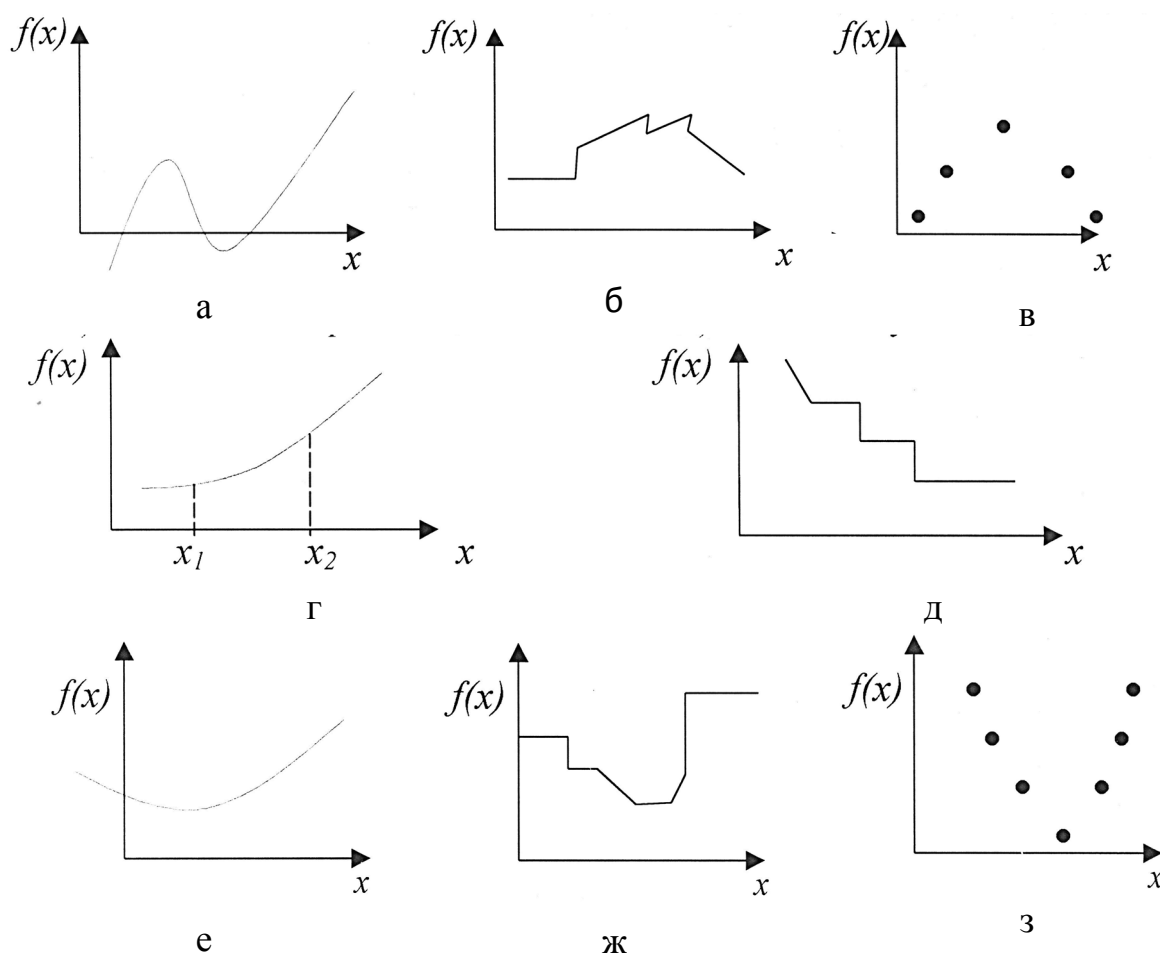 f(x) f(x) f(x)
x x x
а б в
f(x) f(x)
x₁ x₂ x x
г д
f(x) f(x) f(x)
x x x
е ж з